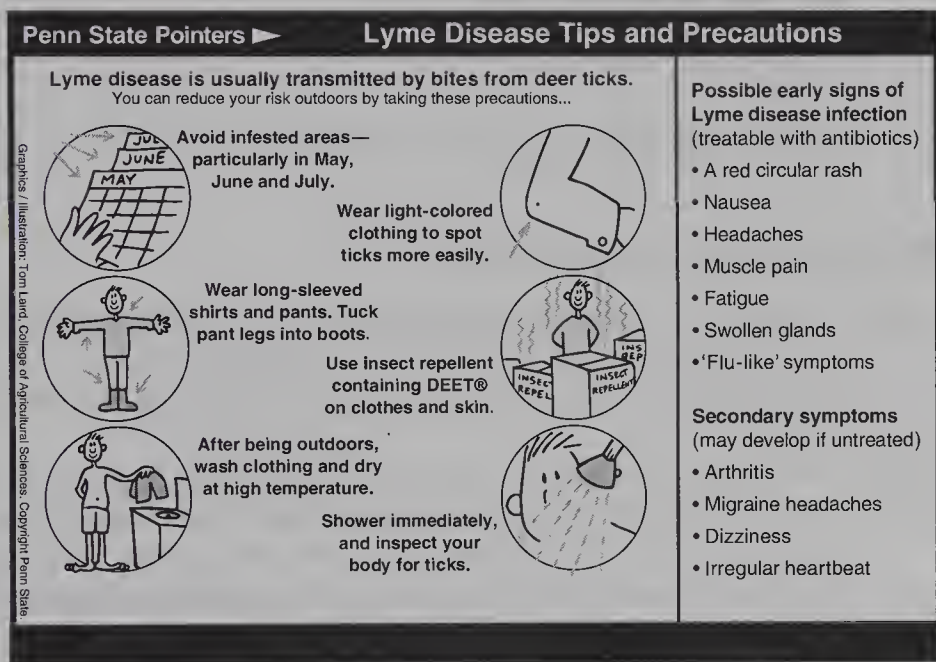 Penn State Pointers ► Lyme Disease Tips and Precautions
Lyme disease is usually transmitted by bites from deer ticks.
You can reduce your risk outdoors by taking these precautions...
JUL
JUNE
MAY
Avoid infested areas—
particularly in May,
June and July.
Wear light-colored
clothing to spot
ticks more easily.
Wear long-sleeved
shirts and pants. Tuck
pant legs into boots.
Use insect repellent
containing DEET®
on clothes and skin.
INSECT
REPEL
INSECT
REPELLENT
INS
REP
After being outdoors,
wash clothing and dry
at high temperature.
Shower immediately,
and inspect your
body for ticks.
Possible early signs of
Lyme disease infection
(treatable with antibiotics)
• A red circular rash
• Nausea
• Headaches
• Muscle pain
• Fatigue
• Swollen glands
• 'Flu-like' symptoms
Secondary symptoms
(may develop if untreated)
• Arthritis
• Migraine headaches
• Dizziness
• Irregular heartbeat
Graphics / Illustration: Tom Laird, College of Agricultural Sciences. Copyright Penn State.